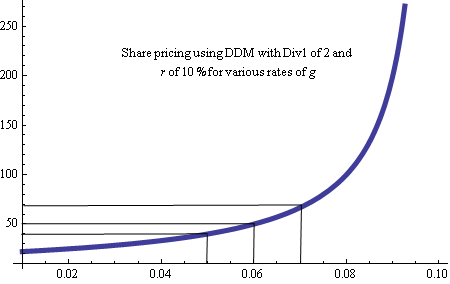 250
Share pricing using DDM with Div1 of 2 and
r of 10 % for various rates of g
200
150
100
50
0.02 0.04 0.06 0.08 0.10